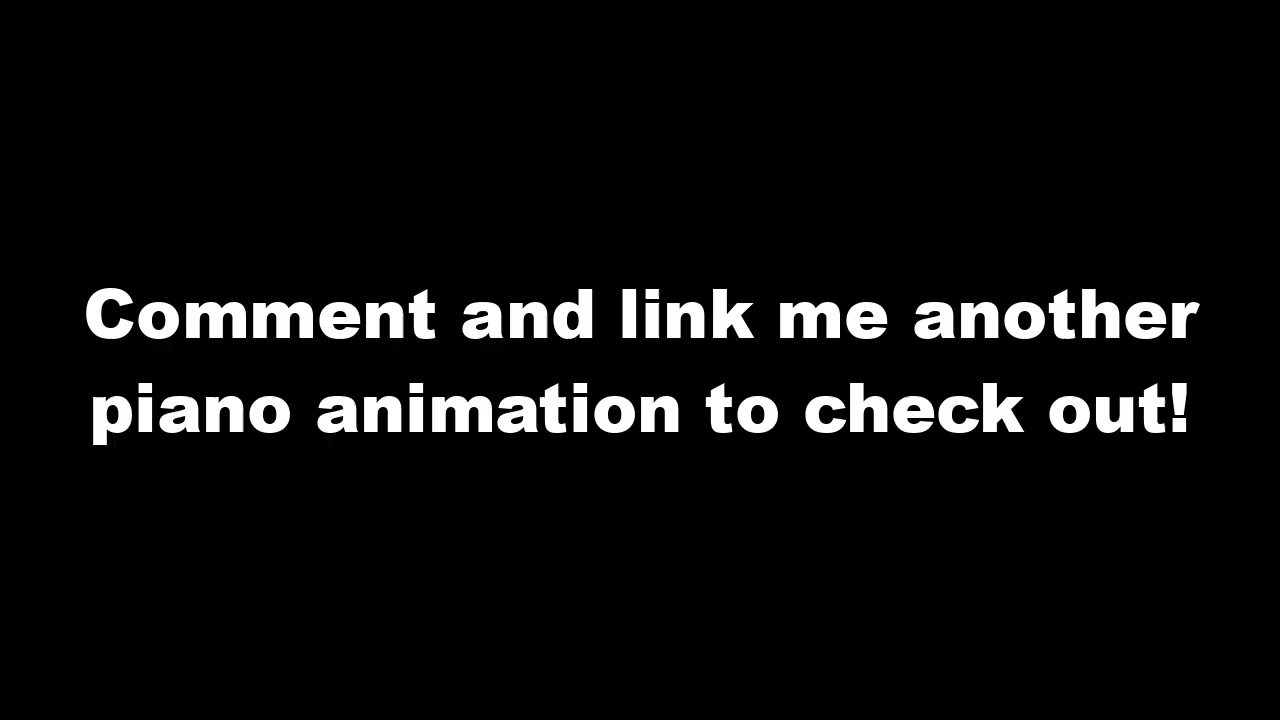 Comment and link me another
piano animation to check out!